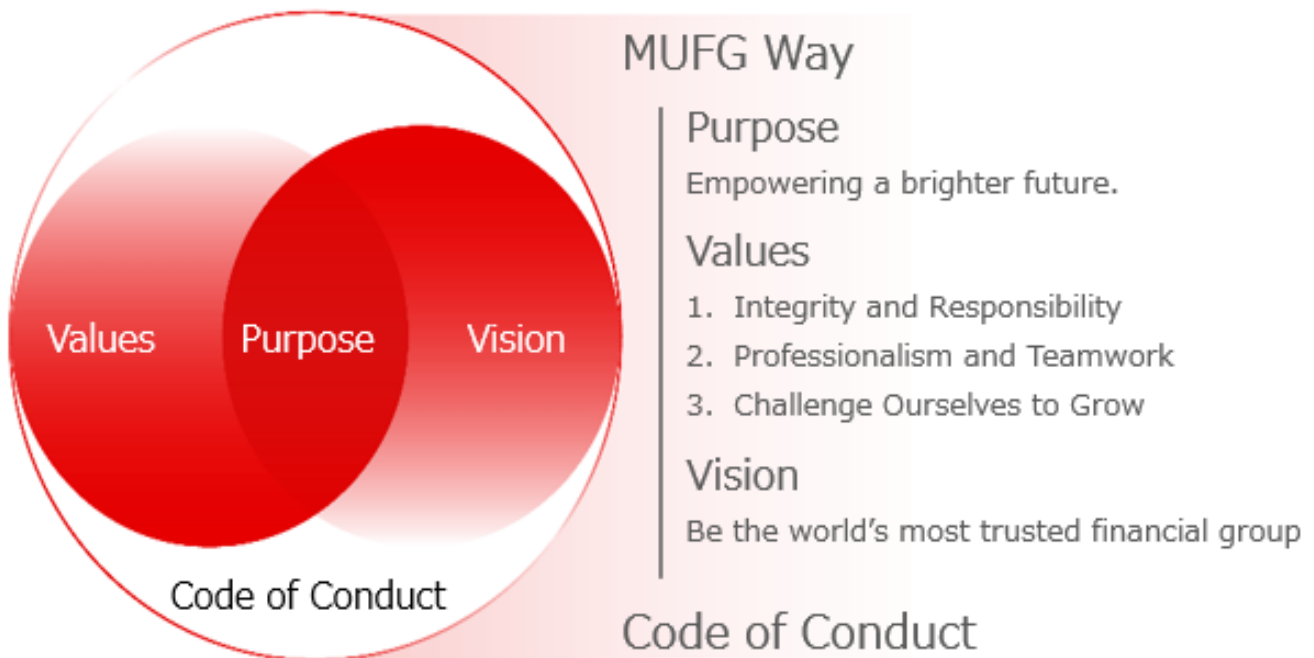 Values
Purpose
Vision
Code of Conduct
MUFG Way
Purpose
Empowering a brighter future.
Values
1. Integrity and Responsibility
2. Professionalism and Teamwork
3. Challenge Ourselves to Grow
Vision
Be the world's most trusted financial group
Code of Conduct